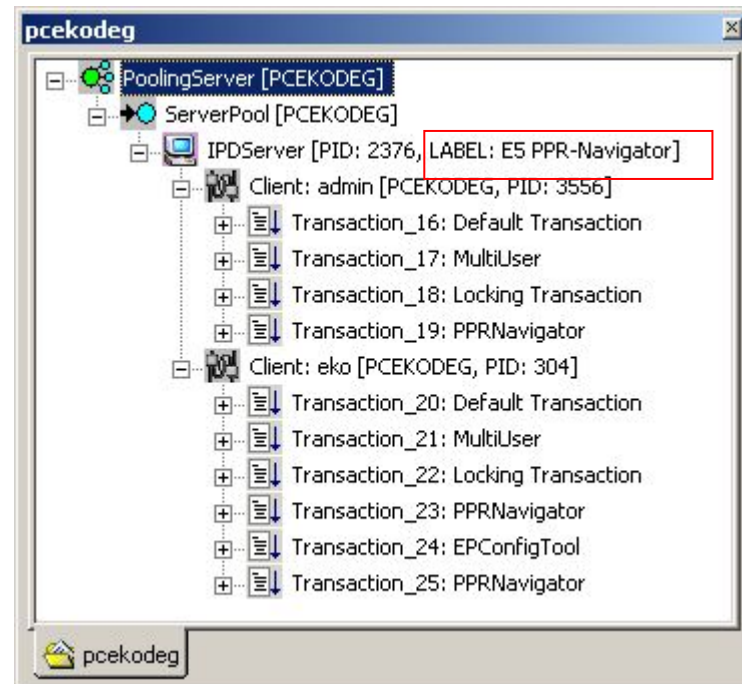 pcekodeg
PoolingServer [PCEKODEG]
ServerPool [PCEKODEG]
IPDServer [PID: 2376, LABEL: E5 PPR-Navigator]
Client: admin [PCEKODEG, PID: 3556]
Transaction_16: Default Transaction
Transaction_17: MultiUser
Transaction_18: Locking Transaction
Transaction_19: PPRNavigator
Client: eko [PCEKODEG, PID: 304]
Transaction_20: Default Transaction
Transaction_21: MultiUser
Transaction_22: Locking Transaction
Transaction_23: PPRNavigator
Transaction_24: EPConfigTool
Transaction_25: PPRNavigator
pcekodeg